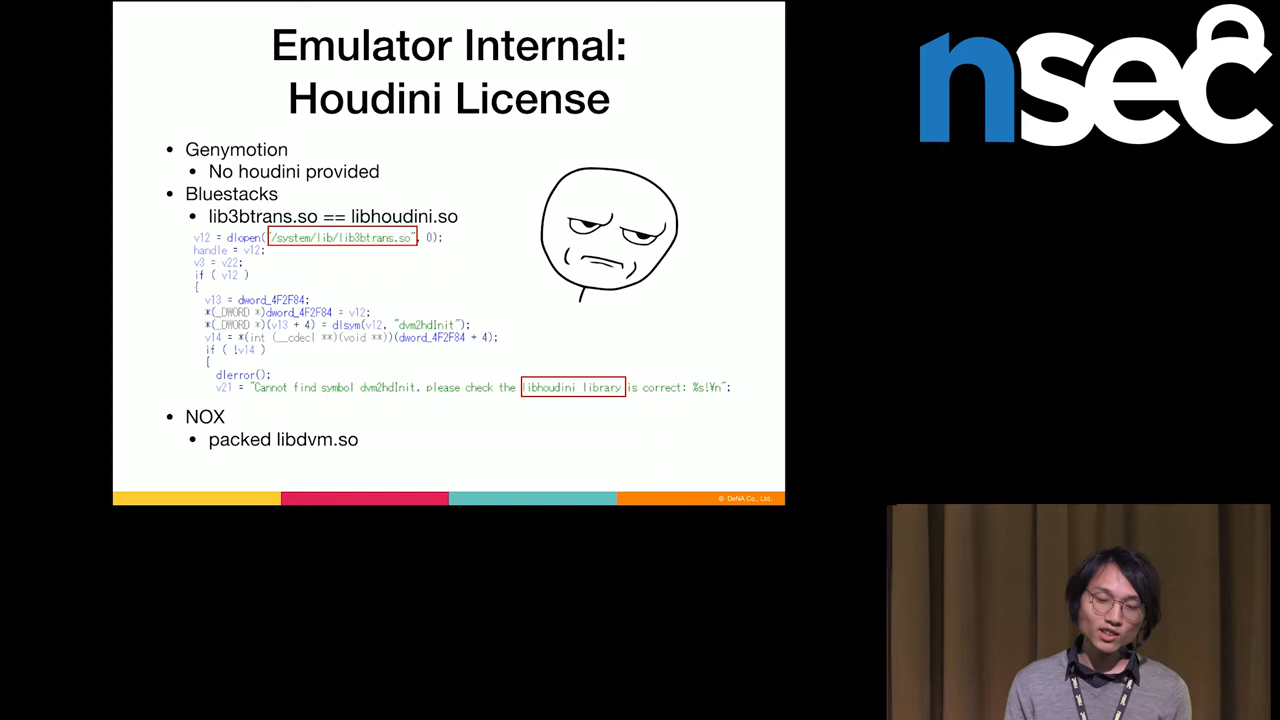 Emulator Internal:
Houdini License
• Genymotion
• No houdini provided
• Bluestacks
• lib3btrans.so == libhoudini.so
v12 = dlopen("/system/lib/lib3btrans.so", 0);
handle = v12;
v3 = v22;
if ( v12 )
{
v13 = dword_4F2F84;
*(_DWORD *)dword_4F2F84 = v12;
*(_DWORD *)(v13 + 4) = dlsym(v12, "dvm2hdInit");
v14 = *(int (__cdecl **)(void **))(dword_4F2F84 + 4);
if ( !v14 )
{
dlerror();
v21 = "Cannot find symbol dvm2hdInit, please check the libhoudini library is correct: %s!¥n";
• NOX
• packed libdvm.so
© DeNA Co., Ltd.
nsec